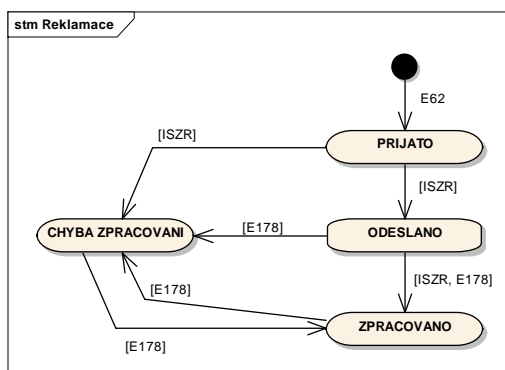 stm Reklamace
E62
PRIJATO
[ISZR]
[ISZR]
CHYBA ZPRACOVANI
[E178]
ODESLANO
[ISZR, E178]
[E178]
ZPRACOVANO
[E178]